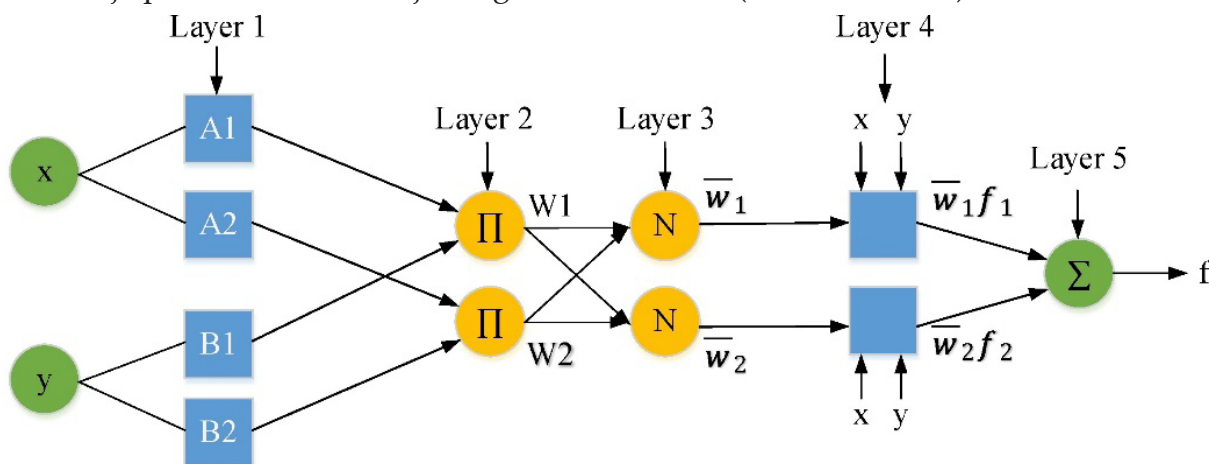 Layer 1
Layer 4
x
A1
Layer 2
Layer 3
x y
Layer 5
A2
∏
W1
N
w̅₁
w̅₁f₁
Σ
f
y
B1
∏
W2
N
w̅₂
w̅₂f₂
B2
x y